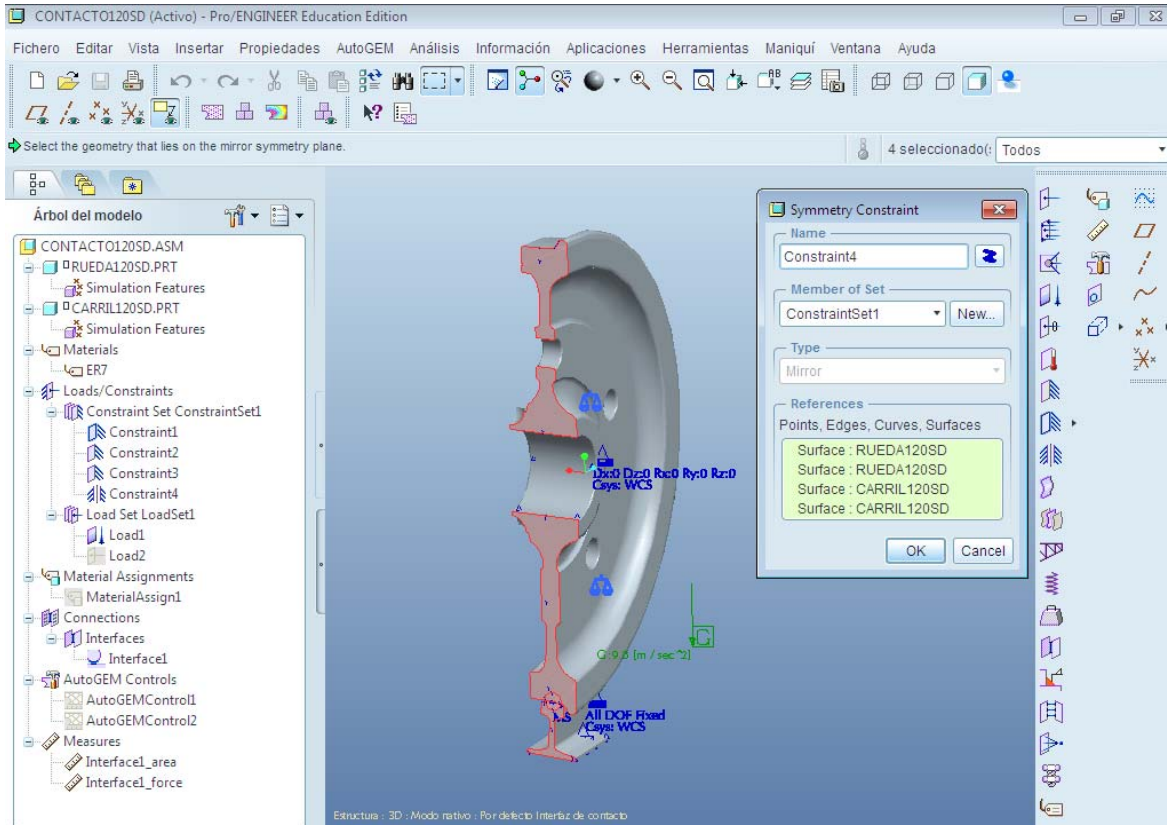 CONTACTO120SD (Activo) - Pro/ENGINEER Education Edition
Fichero Editar Vista Insertar Propiedades AutoGEM Análisis Información Aplicaciones Herramientas Maniquí Ventana Ayuda
Select the geometry that lies on the mirror symmetry plane.
4 seleccionado(: Todos
Árbol del modelo
CONTACTO120SD.ASM
RUEDA120SD.PRT
Simulation Features
CARRIL120SD.PRT
Simulation Features
Materials
ER7
Loads/Constraints
Constraint Set ConstraintSet1
Constraint1
Constraint2
Constraint3
Constraint4
Load Set LoadSet1
Load1
Load2
Material Assignments
MaterialAssign1
Connections
Interfaces
Interface1
AutoGEM Controls
AutoGEMControl1
AutoGEMControl2
Measures
Interface1_area
Interface1_force
Dx:0 Dz:0 Rx:0 Ry:0 Rz:0
Csys: WCS
All DOF Fixed
Csys: WCS
Estructura : 3D : Modo nativo : Por defecto Interfaz de contacto
Symmetry Constraint
Name
Constraint4
Member of Set
ConstraintSet1 New...
Type
Mirror
References
Points, Edges, Curves, Surfaces
Surface : RUEDA120SD
Surface : RUEDA120SD
Surface : CARRIL120SD
Surface : CARRIL120SD
OK Cancel